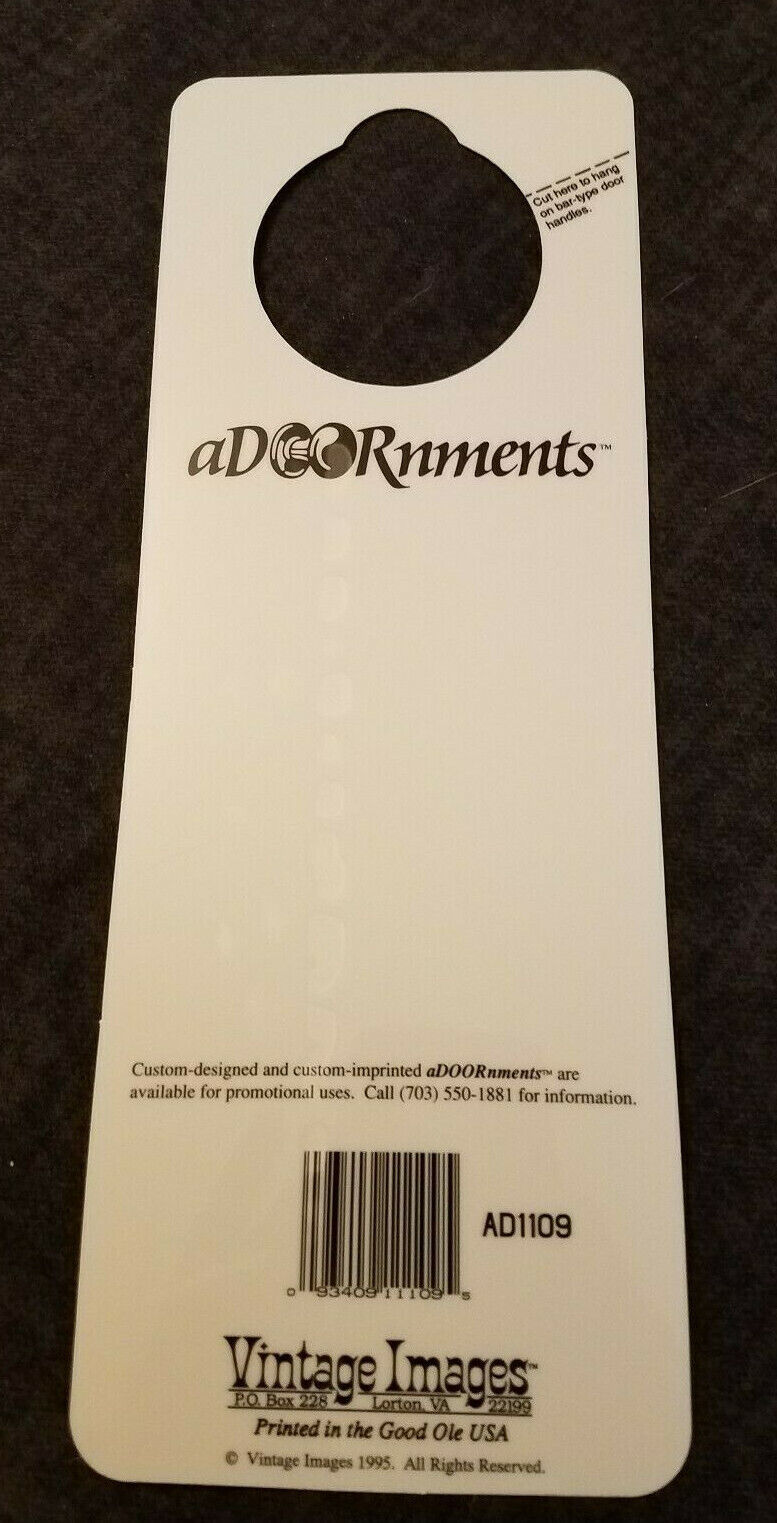 Cut here to hang
on bar-type door
handles.
aDOORnments™
Custom-designed and custom-imprinted aDOORnments™ are
available for promotional uses. Call (703) 550-1881 for information.
AD1109
0 93409 11109 5
Vintage Images™
P.O. Box 228 Lorton, VA 22199
Printed in the Good Ole USA
© Vintage Images 1995. All Rights Reserved.